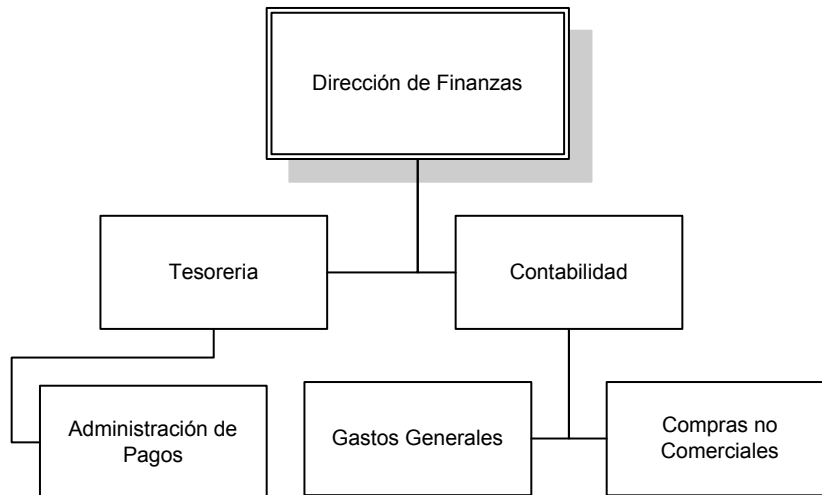 Dirección de Finanzas
Tesoreria
Contabilidad
Administración de
Pagos
Gastos Generales
Compras no
Comerciales